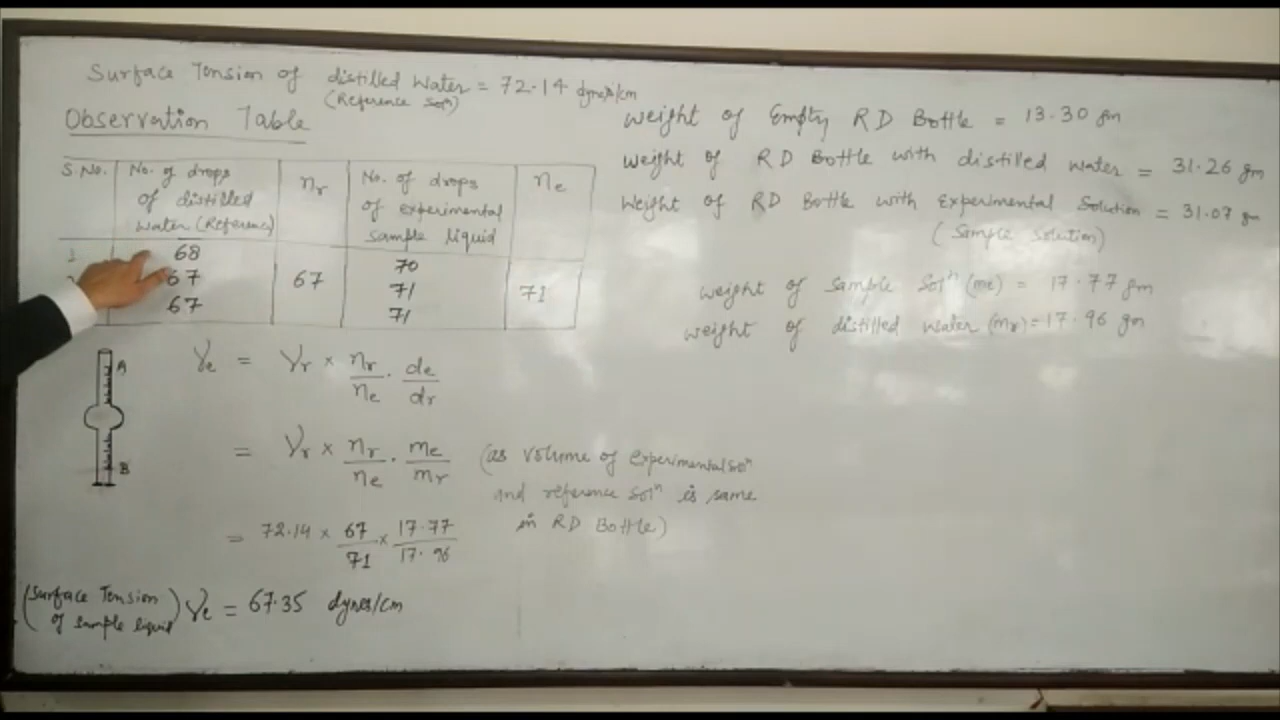 Surface Tension of distilled Water = 72.14 dynes/cm
(Reference Solⁿ)
Observation Table
S.No. | No. of drops of distilled water (Reference) | nr | No. of drops of experimental sample liquid | ne
1 | 68 | | 70 |
67 | 67 | 71 | 71
67 | | 71 |
A
B
γe = γr × nr/ne . de/dr
= γr × nr/ne . me/mr (as volume of experimental solⁿ
and reference solⁿ is same
in RD Bottle)
= 72.14 × 67/71 × 17.77/17.96
(Surface Tension of sample liquid) γe = 67.35 dynes/cm
Weight of Empty RD Bottle = 13.30 gm
Weight of RD Bottle with distilled water = 31.26 gm
Weight of RD Bottle with Experimental Solution = 31.07 gm
(Sample Solution)
weight of sample Solⁿ (me) = 17.77 gm
weight of distilled water (mr) = 17.96 gm